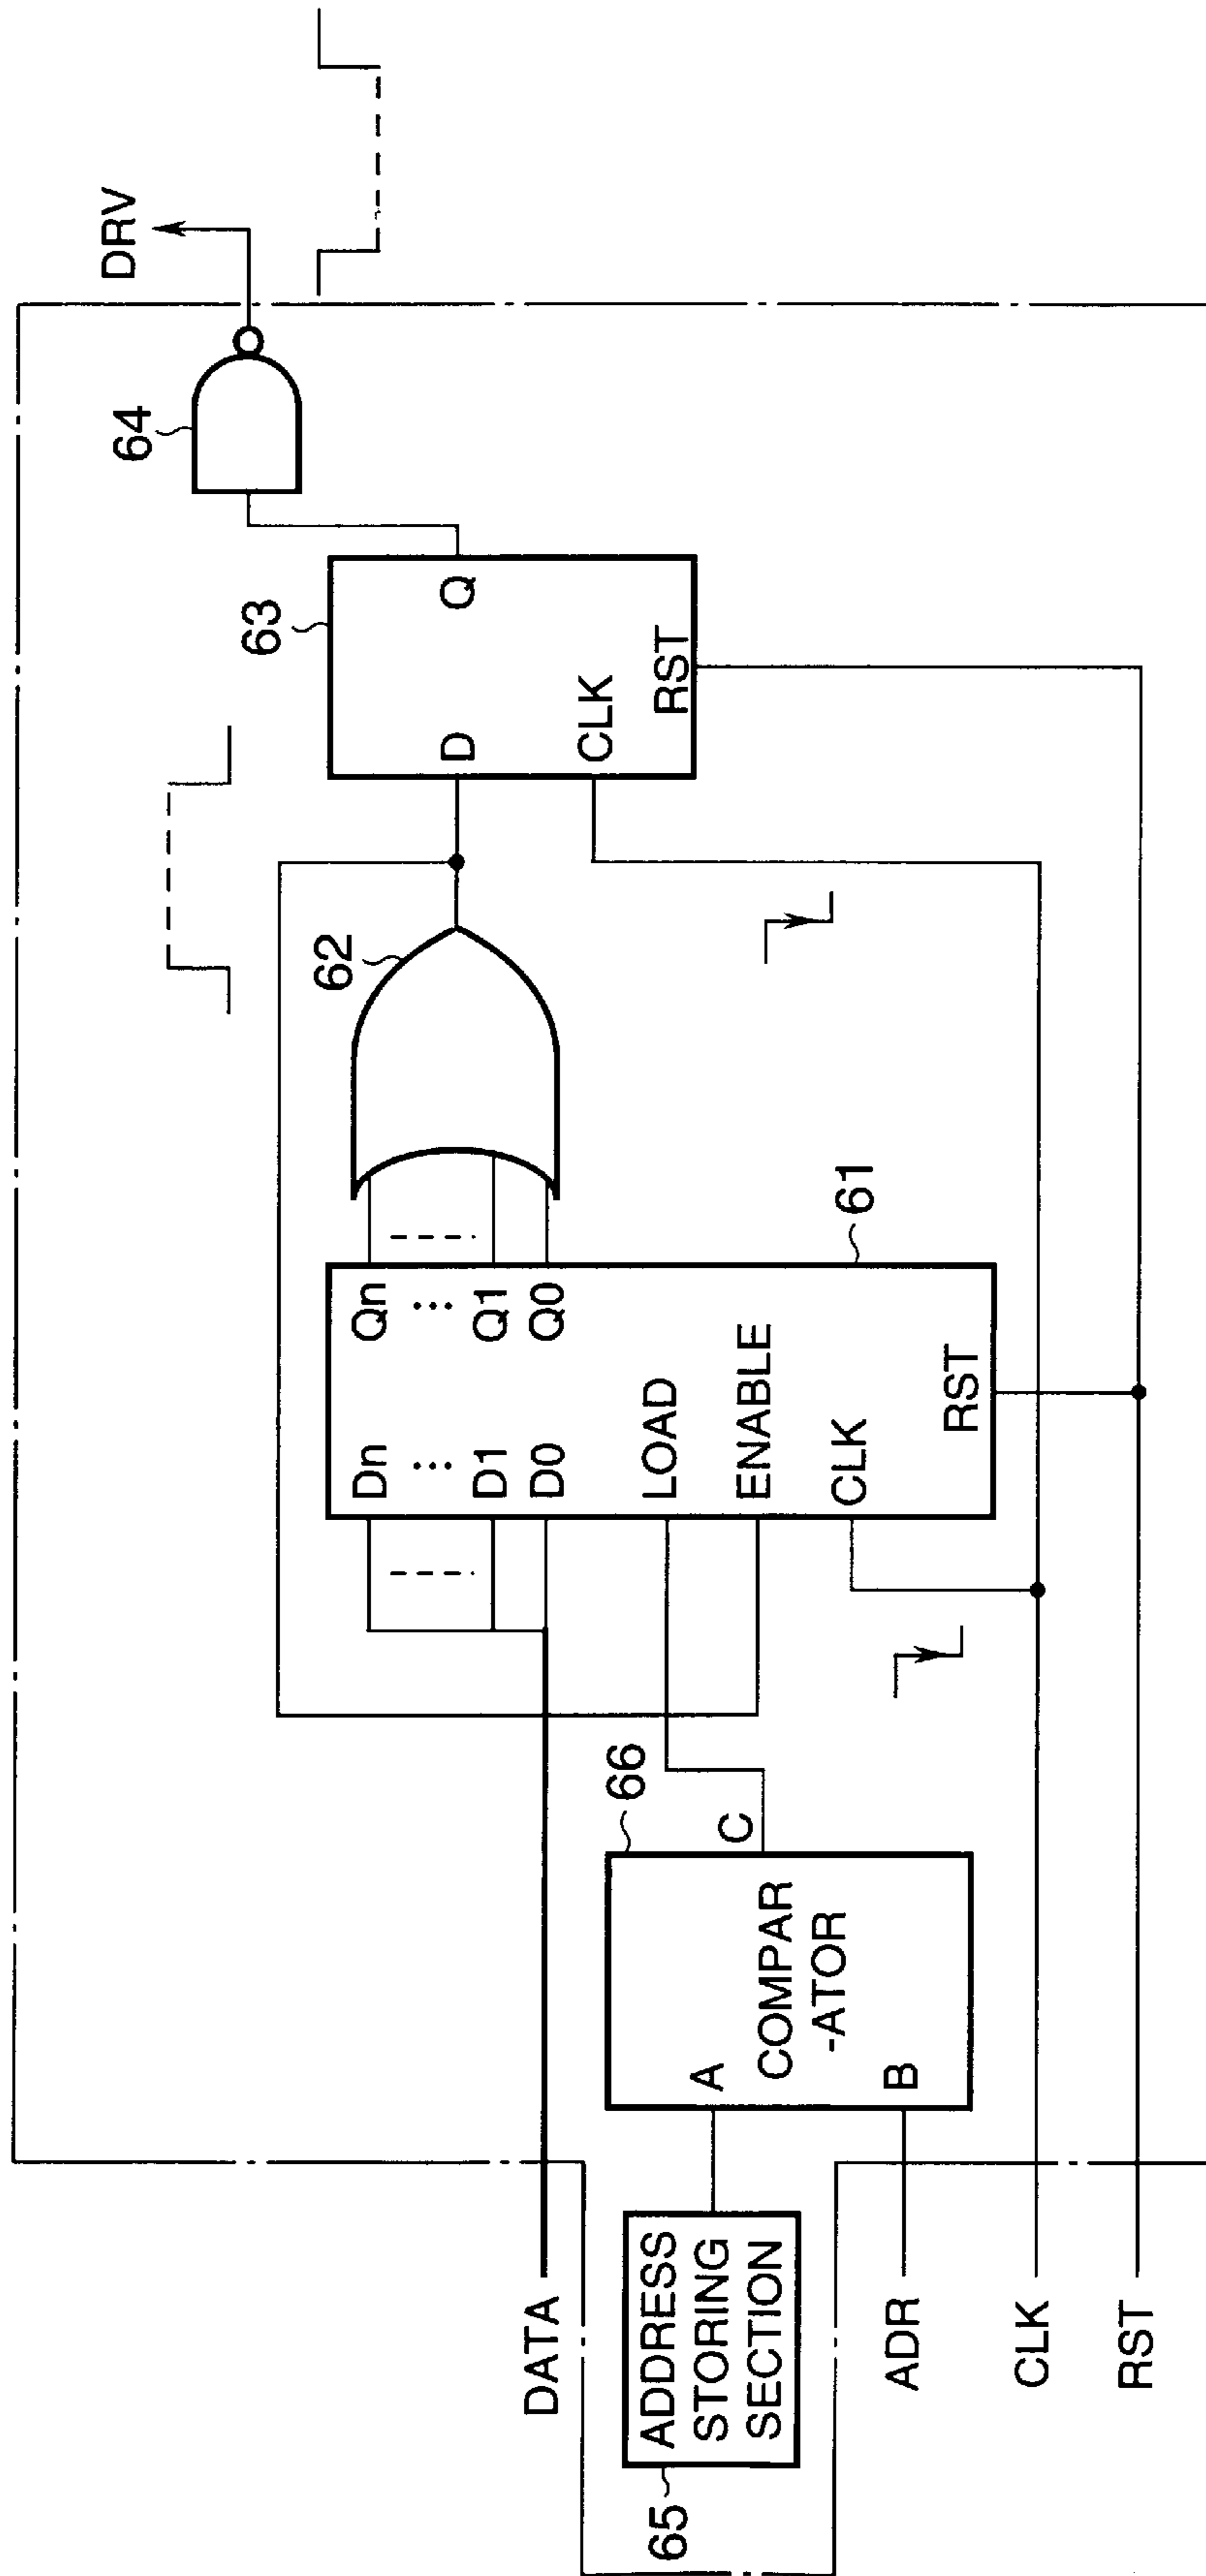 DRV
64
63
D
Q
CLK
RST
62
61
Dn
...
D1
D0
Qn
...
Q1
Q0
LOAD
ENABLE
CLK
RST
66
A
B
C
COMPAR
-ATOR
65
ADDRESS
STORING
SECTION
DATA
ADR
CLK
RST